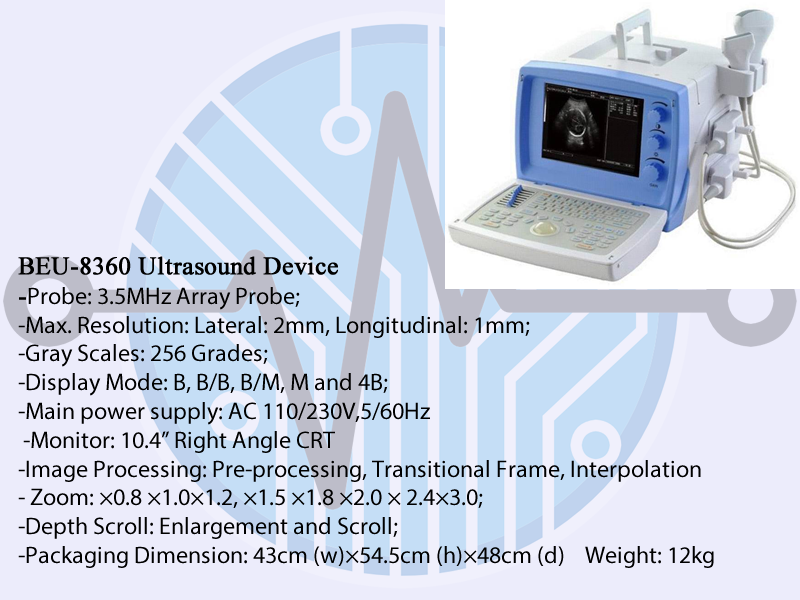 BEU-8360 Ultrasound Device
-Probe: 3.5MHz Array Probe;
-Max. Resolution: Lateral: 2mm, Longitudinal: 1mm;
-Gray Scales: 256 Grades;
-Display Mode: B, B/B, B/M, M and 4B;
-Main power supply: AC 110/230V,5/60Hz
-Monitor: 10.4” Right Angle CRT
-Image Processing: Pre-processing, Transitional Frame, Interpolation
- Zoom: ×0.8 ×1.0×1.2, ×1.5 ×1.8 ×2.0 × 2.4×3.0;
-Depth Scroll: Enlargement and Scroll;
-Packaging Dimension: 43cm (w)×54.5cm (h)×48cm (d) Weight: 12kg